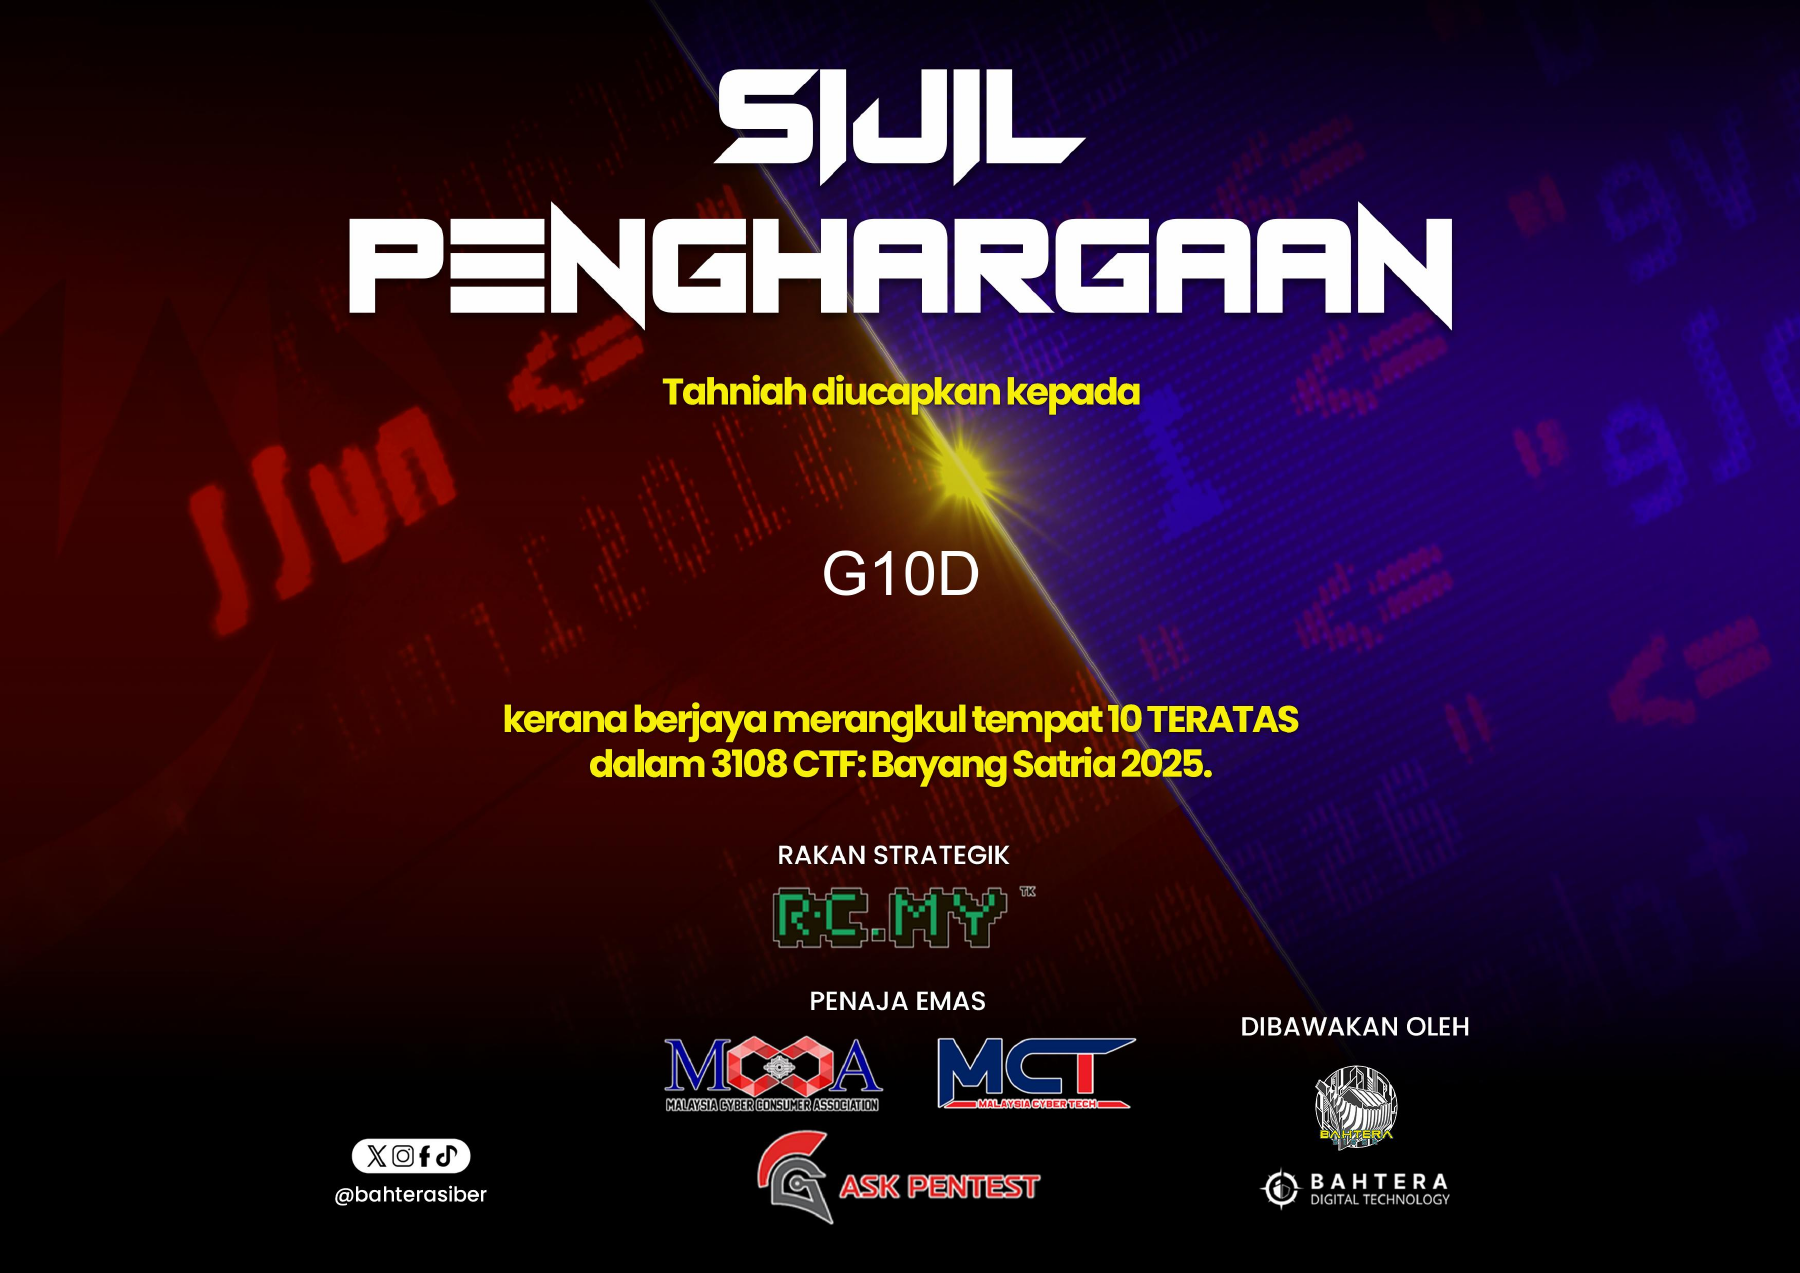 SIJIL
PENGHARGAAN
Tahniah diucapkan kepada
G10D
kerana berjaya merangkul tempat 10 TERATAS
dalam 3108 CTF: Bayang Satria 2025.
RAKAN STRATEGIK
R·C.MY TK
PENAJA EMAS
DIBAWAKAN OLEH
MCCA
MALAYSIA CYBER CONSUMER ASSOCIATION
MCT
MALAYSIA CYBER TECH
BAHTERA
ASK PENTEST
BAHTERA
DIGITAL TECHNOLOGY
@bahterasiber